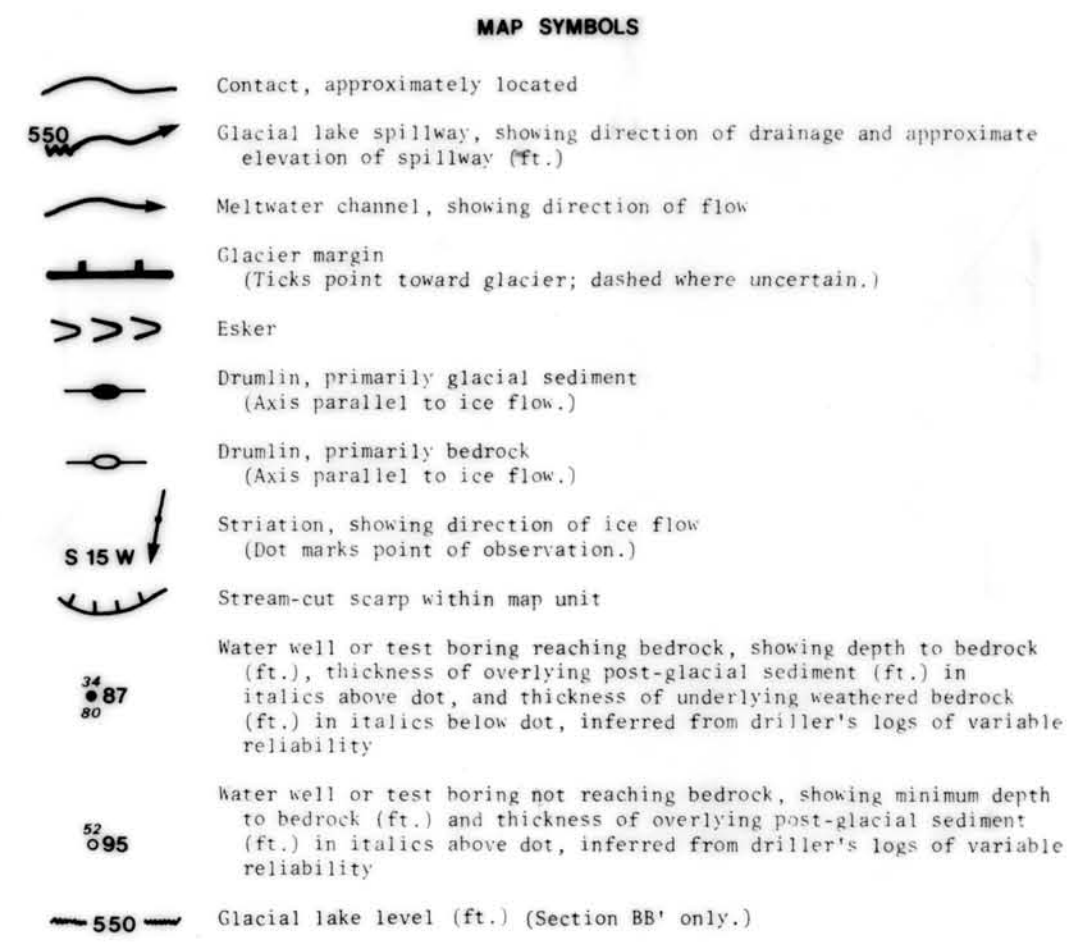 MAP SYMBOLS
Contact, approximately located
550
Glacial lake spillway, showing direction of drainage and approximate
elevation of spillway (ft.)
Meltwater channel, showing direction of flow
Glacier margin
(Ticks point toward glacier; dashed where uncertain.)
Esker
Drumlin, primarily glacial sediment
(Axis parallel to ice flow.)
Drumlin, primarily bedrock
(Axis parallel to ice flow.)
S 15 W
Striation, showing direction of ice flow
(Dot marks point of observation.)
Stream-cut scarp within map unit
34
87
80
Water well or test boring reaching bedrock, showing depth to bedrock
(ft.), thickness of overlying post-glacial sediment (ft.) in
italics above dot, and thickness of underlying weathered bedrock
(ft.) in italics below dot, inferred from driller's logs of variable
reliability
52
95
Water well or test boring not reaching bedrock, showing minimum depth
to bedrock (ft.) and thickness of overlying post-glacial sediment
(ft.) in italics above dot, inferred from driller's logs of variable
reliability
550
Glacial lake level (ft.) (Section BB' only.)